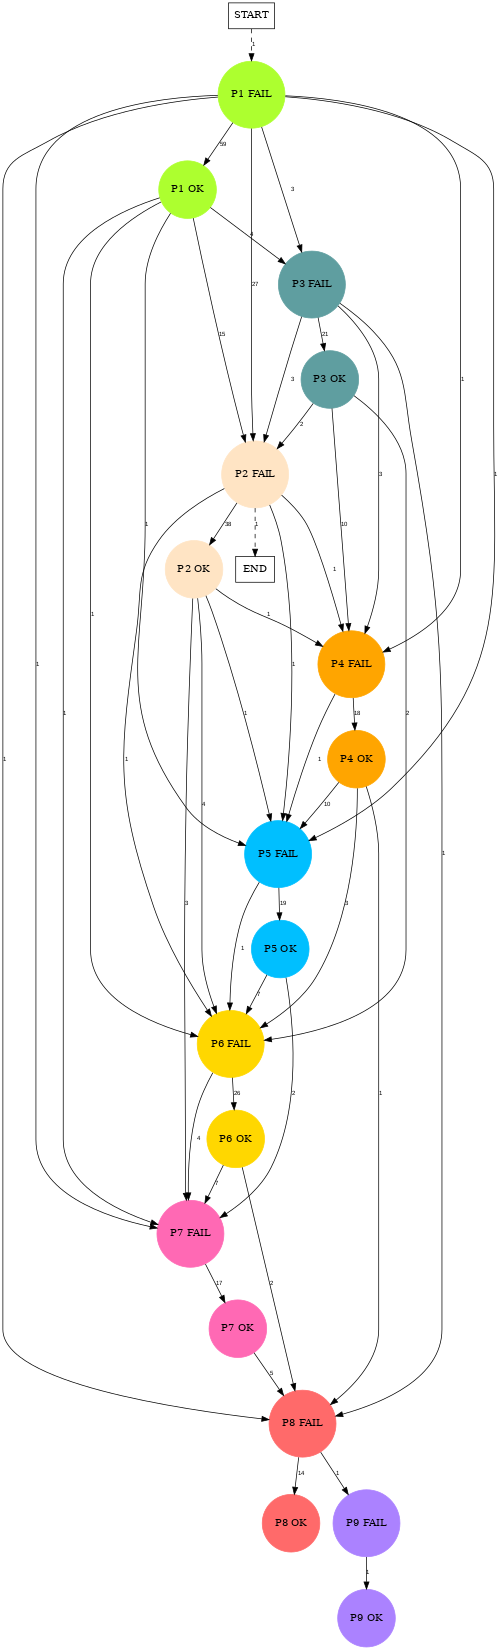 START
1
P1 FAIL
59
P1 OK
3
4
P3 FAIL
27
15
21
3
P3 OK
1
3
1
2
P2 FAIL
1
38
1
10
P2 OK
END
1
1
1
1
2
P4 FAIL
1
1
1
18
P4 OK
1
1
1
10
4
P5 FAIL
1
3
19
3
P5 OK
1
7
P6 FAIL
4
26
2
1
P6 OK
7
P7 FAIL
17
2
P7 OK
5
P8 FAIL
14
1
P8 OK
P9 FAIL
1
P9 OK